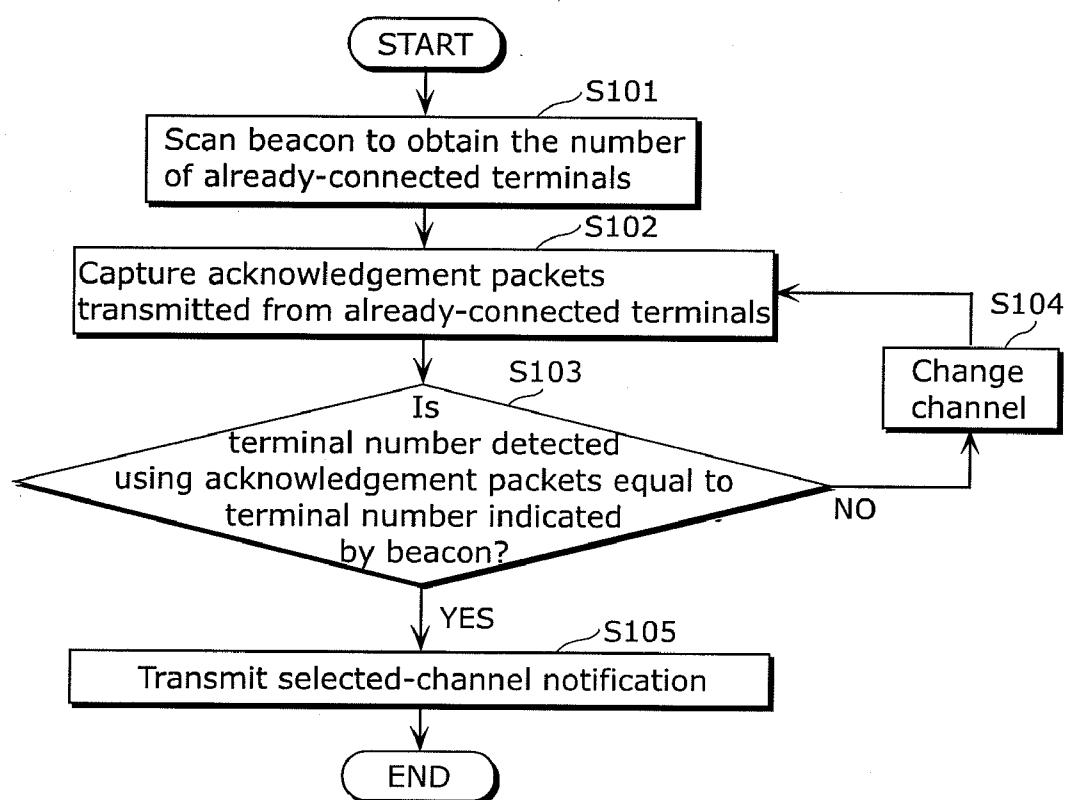 START
S101
Scan beacon to obtain the number
of already-connected terminals
S102
Capture acknowledgement packets
transmitted from already-connected terminals
S104
Change
channel
S103
Is
terminal number detected
using acknowledgement packets equal to
terminal number indicated
by beacon?
NO
YES
S105
Transmit selected-channel notification
END